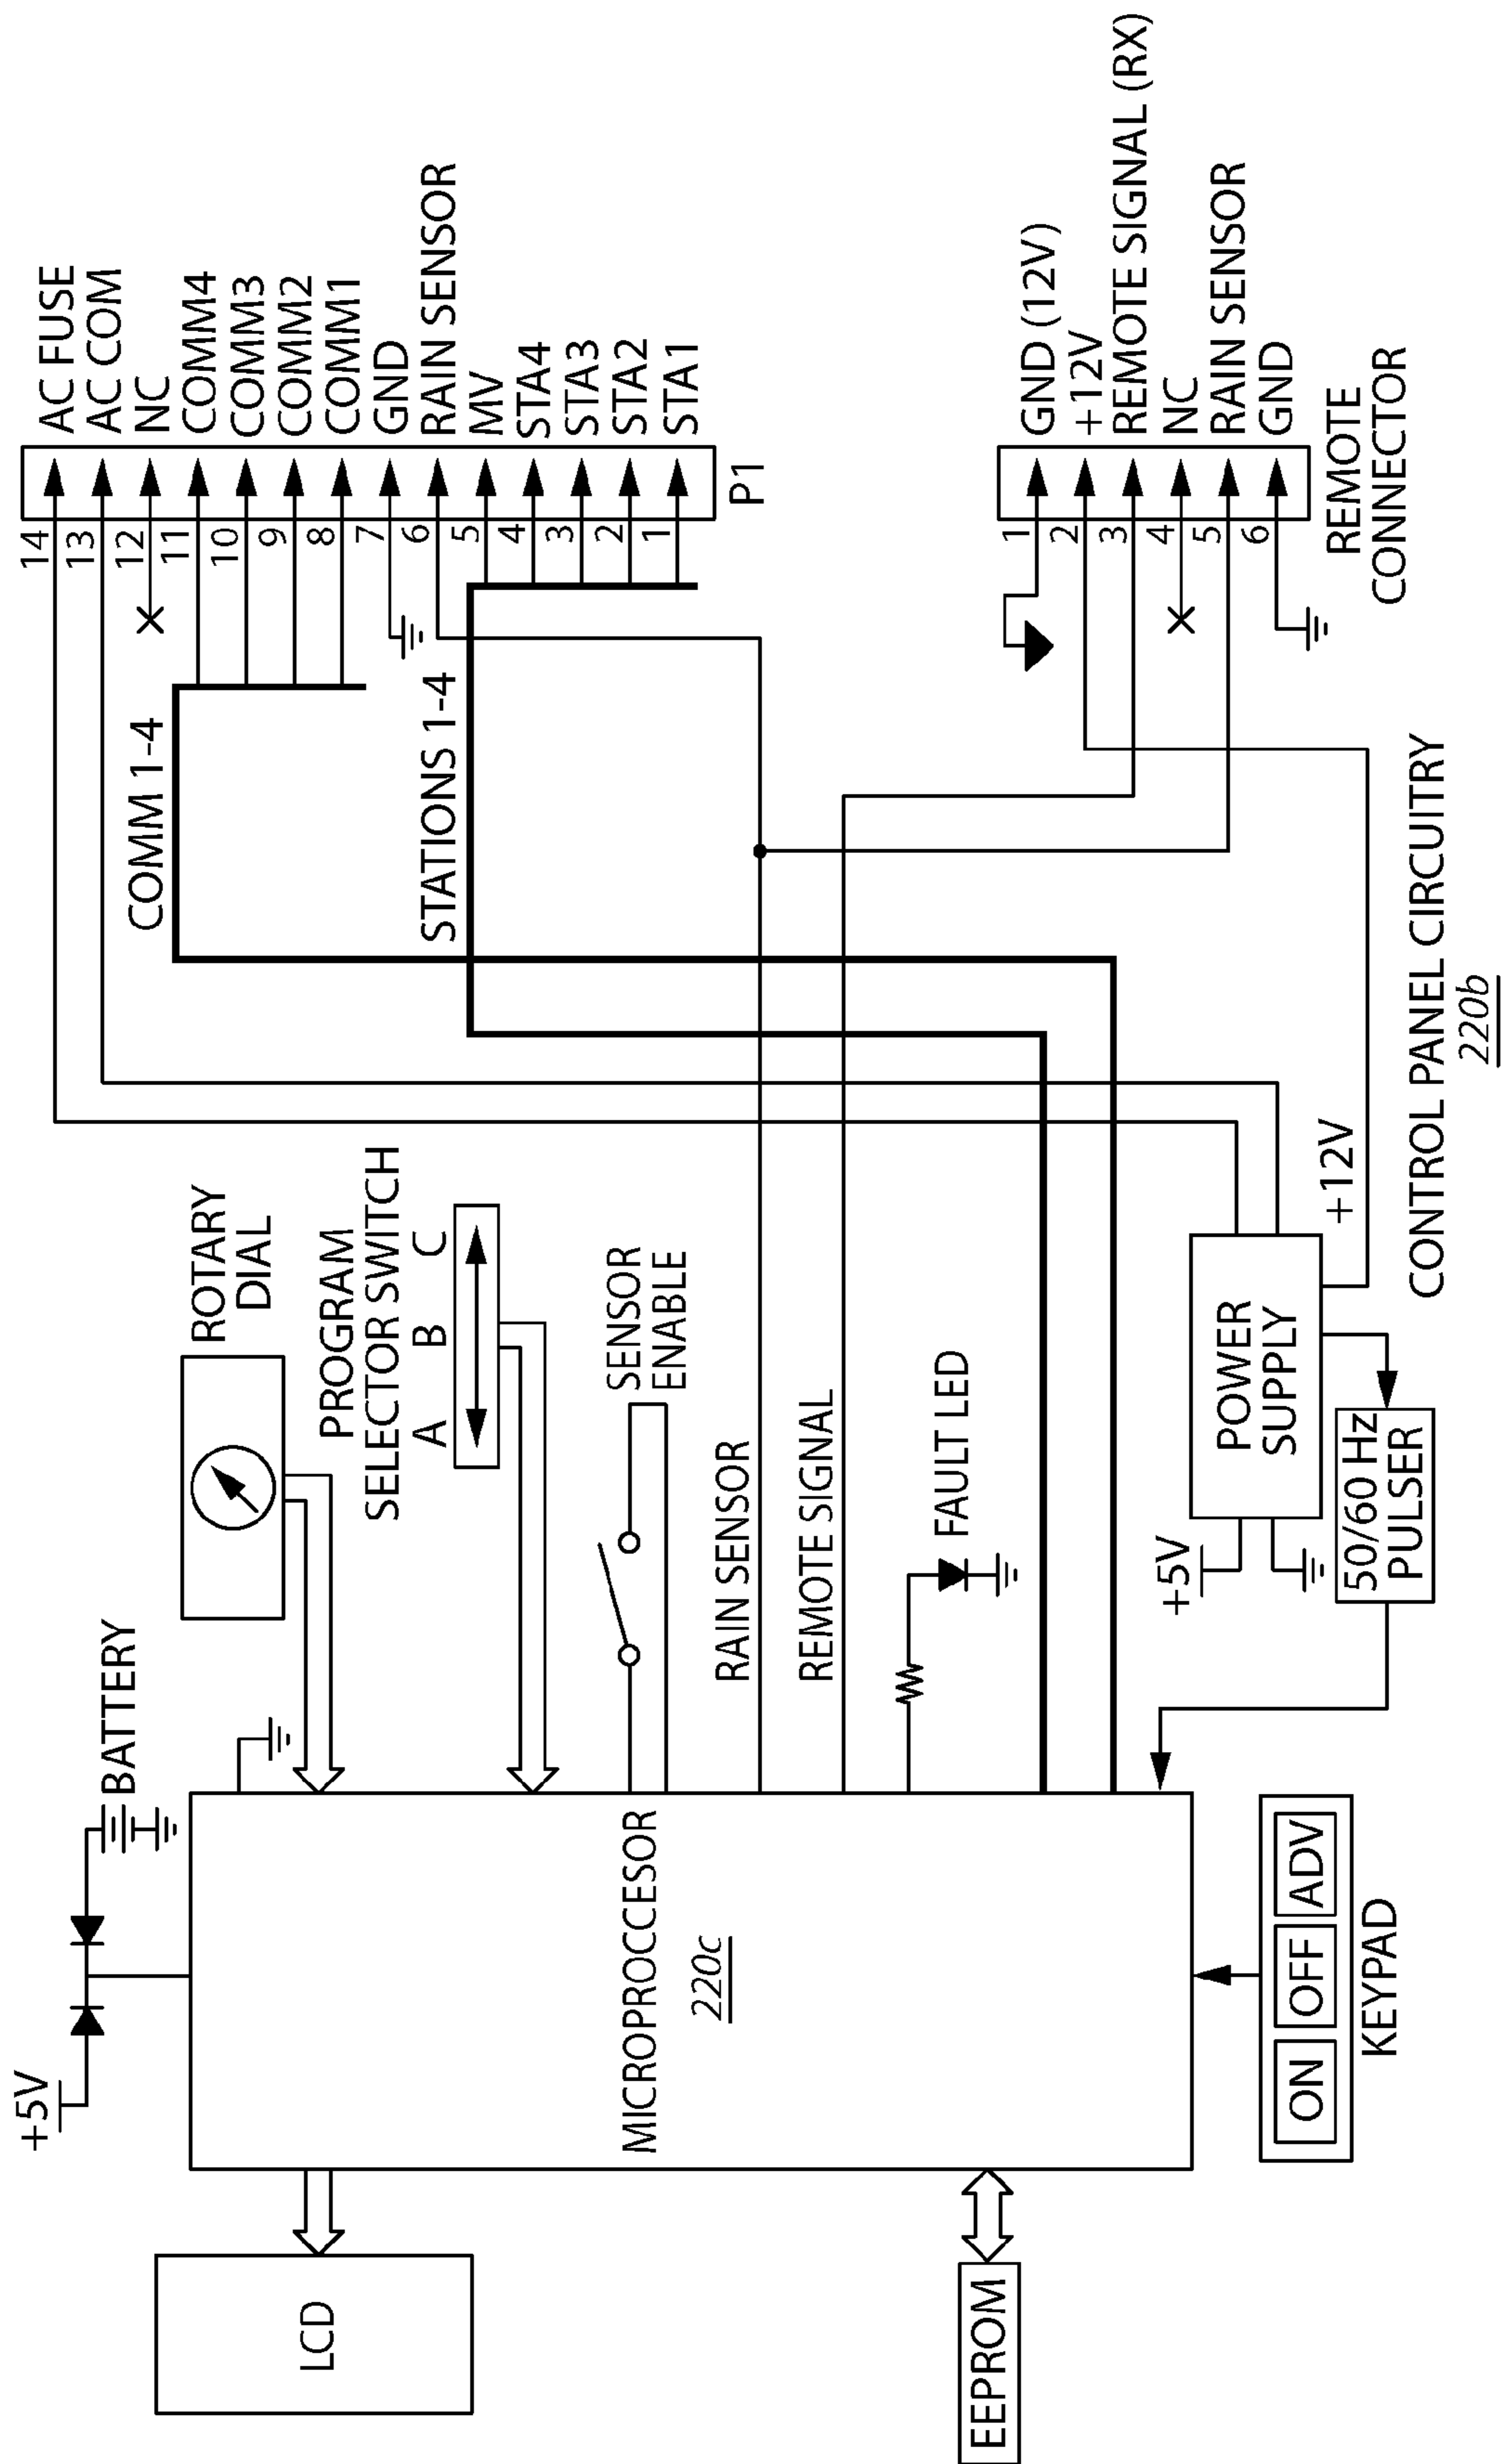 +5V
BATTERY
LCD
EEPROM
MICROPROCCESOR
220c
ON
OFF
ADV
KEYPAD
ROTARY
DIAL
PROGRAM
SELECTOR SWITCH
A B C
SENSOR
ENABLE
RAIN SENSOR
REMOTE SIGNAL
FAULT LED
+5V
POWER
SUPPLY
50/60 Hz
PULSER
+12V
COMM 1-4
STATIONS 1-4
14 AC FUSE
13 AC COM
12 NC
11 COMM4
10 COMM3
9 COMM2
8 COMM1
7 GND
6 RAIN SENSOR
5 MV
4 STA4
3 STA3
2 STA2
1 STA1
P1
1 GND (12V)
2 +12V
3 REMOTE SIGNAL (RX)
4 NC
5 RAIN SENSOR
6 GND
REMOTE
CONNECTOR
CONTROL PANEL CIRCUITRY
220b